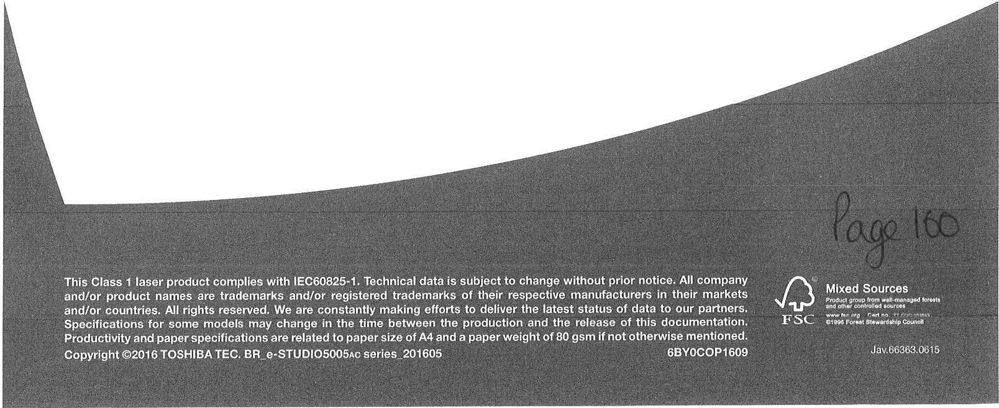 Page 160
This Class 1 laser product complies with IEC60825-1. Technical data is subject to change without prior notice. All company
and/or product names are trademarks and/or registered trademarks of their respective manufacturers in their markets
and/or countries. All rights reserved. We are constantly making efforts to deliver the latest status of data to our partners.
Specifications for some models may change in the time between the production and the release of this documentation.
Productivity and paper specifications are related to paper size of A4 and a paper weight of 80 gsm if not otherwise mentioned.
Copyright ©2016 TOSHIBA TEC. BR_e-STUDIO5005AC series_201605
6BY0COP1609
©
FSC
Mixed Sources
Product group from well-managed forests
and other controlled sources
www.fsc.org Cert no.
©1996 Forest Stewardship Council
Jav.66363.0615